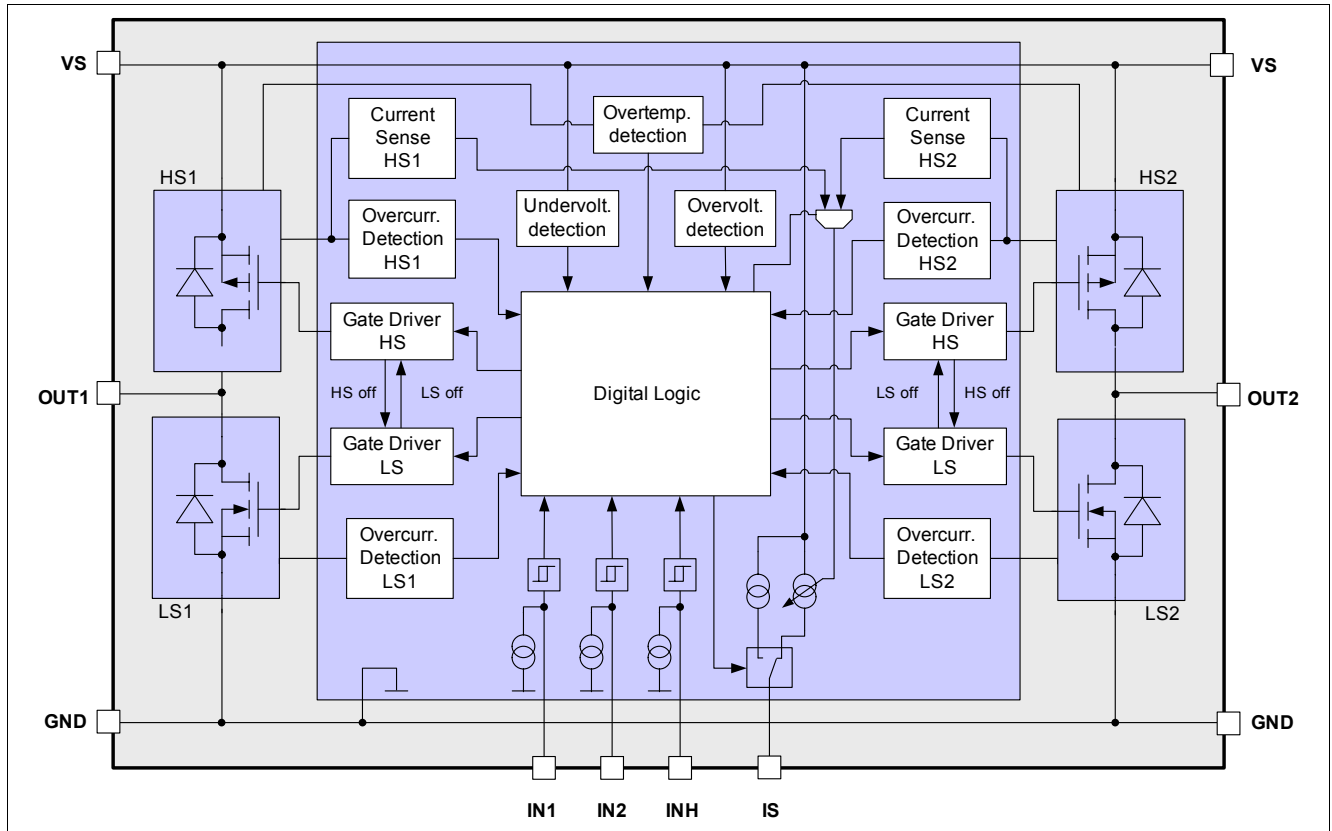 VS
VS
Current
Sense
HS1
Overtemp.
detection
Current
Sense
HS2
HS1
HS2
Overcurr.
Detection
HS1
Undervolt.
detection
Overvolt.
detection
Overcurr.
Detection
HS2
Gate Driver
HS
Gate Driver
HS
HS off
LS off
Digital Logic
LS off
HS off
OUT1
OUT2
Gate Driver
LS
Gate Driver
LS
Overcurr.
Detection
LS1
Overcurr.
Detection
LS2
LS1
LS2
GND
GND
IN1
IN2
INH
IS